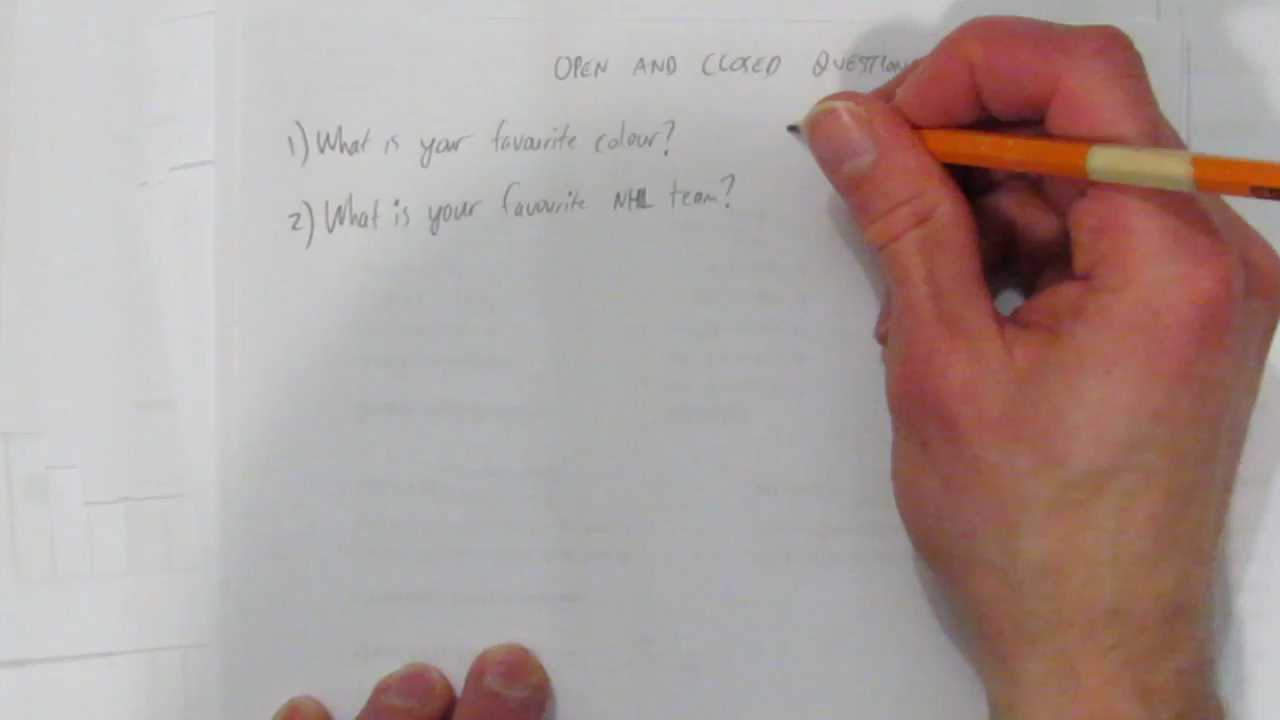 OPEN AND CLOSED QUESTION
1) What is your favourite colour?
2) What is your favourite NHL team?